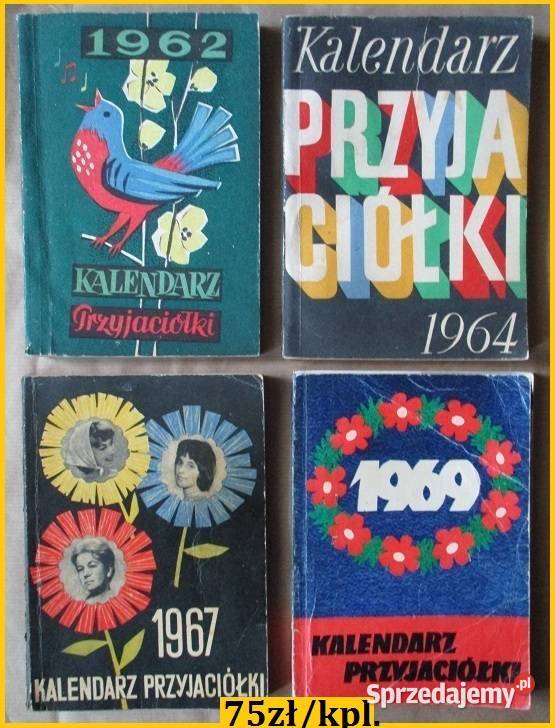 1962
KALENDARZ
Przyjaciółki
Kalendarz
PRZYJA
CIÓŁKI
1964
1967
KALENDARZ PRZYJACIÓŁKI
1969
KALENDARZ
PRZYJACIÓŁKI
Sprzedajemy.pl
75zł/kpl.